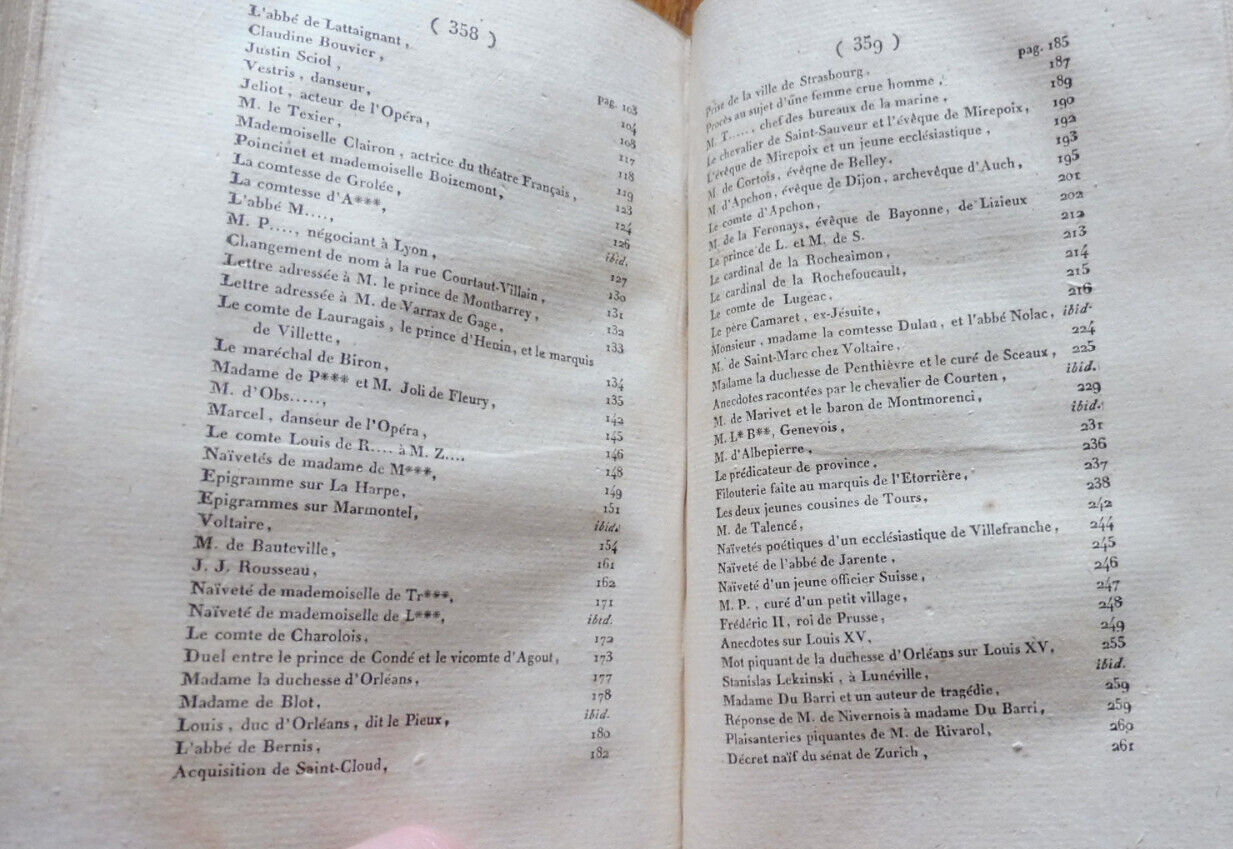 ( 358 )
L'abbé de Lattaignant, pag. 103
Claudine Bouvier, 104
Justin Sciol, 108
Vestris, danseur, 117
Jeliot, acteur de l'Opéra, 118
M. le Texier, 119
Mademoiselle Clairon, actrice du théatre Français, 123
Poincinet et mademoiselle Boizemont, 124
La comtesse de Grolée, 126
La comtesse d'A***, ibid.
L'abbé M...., 127
M. P...., négociant à Lyon, 130
Changement de nom à la rue Courtaut-Villain, 131
Lettre adressée à M. le prince de Montbarrey, 132
Lettre adressée à M. de Varrax de Gage, 133
Le comte de Lauragais, le prince d'Henin, et le marquis
de Villette, 134
Le maréchal de Biron, 135
Madame de P*** et M. Joli de Fleury, 142
M. d'Obs....., 145
Marcel, danseur de l'Opéra, 146
Le comte Louis de R.... à M. Z.... 148
Naïvetés de madame de M***, 149
Epigramme sur La Harpe, 151
Epigrammes sur Marmontel, ibid.
Voltaire, 154
M. de Bauteville, 161
J. J. Rousseau, 162
Naïveté de mademoiselle de Tr***, 171
Naïveté de mademoiselle de L***, ibid.
Le comte de Charolois, 172
Duel entre le prince de Condé et le vicomte d'Agout, 173
Madame la duchesse d'Orléans, 177
Madame de Blot, 178
Louis, duc d'Orléans, dit le Pieux, ibid.
L'abbé de Bernis, 180
Acquisition de Saint-Cloud, 182
( 359 )
Prise de la ville de Strasbourg, pag. 185
Procès au sujet d'une femme crue homme, 187
M. T....., chef des bureaux de la marine, 189
Le chevalier de Saint-Sauveur et l'évêque de Mirepoix, 190
L'évêque de Mirepoix et un jeune ecclésiastique, 192
M. de Cortois, évêqne de Belley, 193
M d'Apchon, évêque de Dijon, archevêque d'Auch, 195
Le comte d'Apchon, 201
M. de la Feronays, évêque de Bayonne, de Lizieux 202
Le prince de L. et M. de S. 212
Le cardinal de la Rocheaimon. 213
Le cardinal de la Rochefoucault, 214
Le comte de Lugeac, 215
Le père Camaret, ex-Jésuite, 216
Monsieur, madame la comtesse Dulau, et l'abbé Nolac, ibid.
M. de Saint-Marc chez Voltaire, 224
Madame la duchesse de Penthièvre et le curé de Sceaux, 225
Anecdotes racontées par le chevalier de Courten, ibid.
M. de Marivet et le baron de Montmorenci, 229
M. L* B**, Genevois, ibid.
M. d'Albepierre, 231
Le prédicateur de province, 236
Filouterie faite au marquis de l'Etorrière, 237
Les deux jeunes cousines de Tours, 238
M. de Talencé, 242
Naïvetés poétiques d'un ecclésiastique de Villefranche, 244
Naïveté de l'abbé de Jarente, 245
Naïveté d'un jeune officier Suisse, 246
M. P., curé d'un petit village, 247
Frédéric II, roi de Prusse, 248
Anecdotes sur Louis XV, 249
Mot piquant de la duchesse d'Orléans sur Louis XV, 255
Stanislas Lekzinski, à Lunéville, ibid.
Madame Du Barri et un auteur de tragédie, 259
Réponse de M. de Nivernois à madame Du Barri, 259
Plaisanteries piquantes de M. de Rivarol, 260
Décret naïf du sénat de Zurich, 261